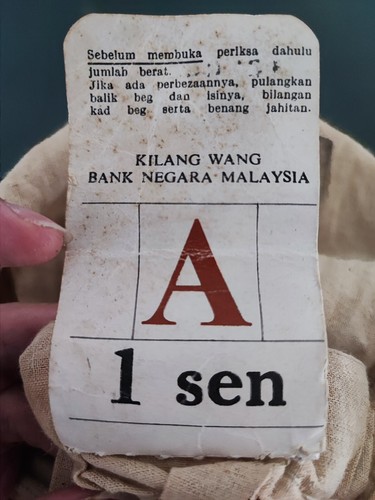 Sebelum membuka periksa dahulu
jumlah berat.
Jika ada perbezaannya, pulangkan
balik beg dan isinya, bilangan
kad beg serta benang jahitan.
KILANG WANG
BANK NEGARA MALAYSIA
A
1 sen